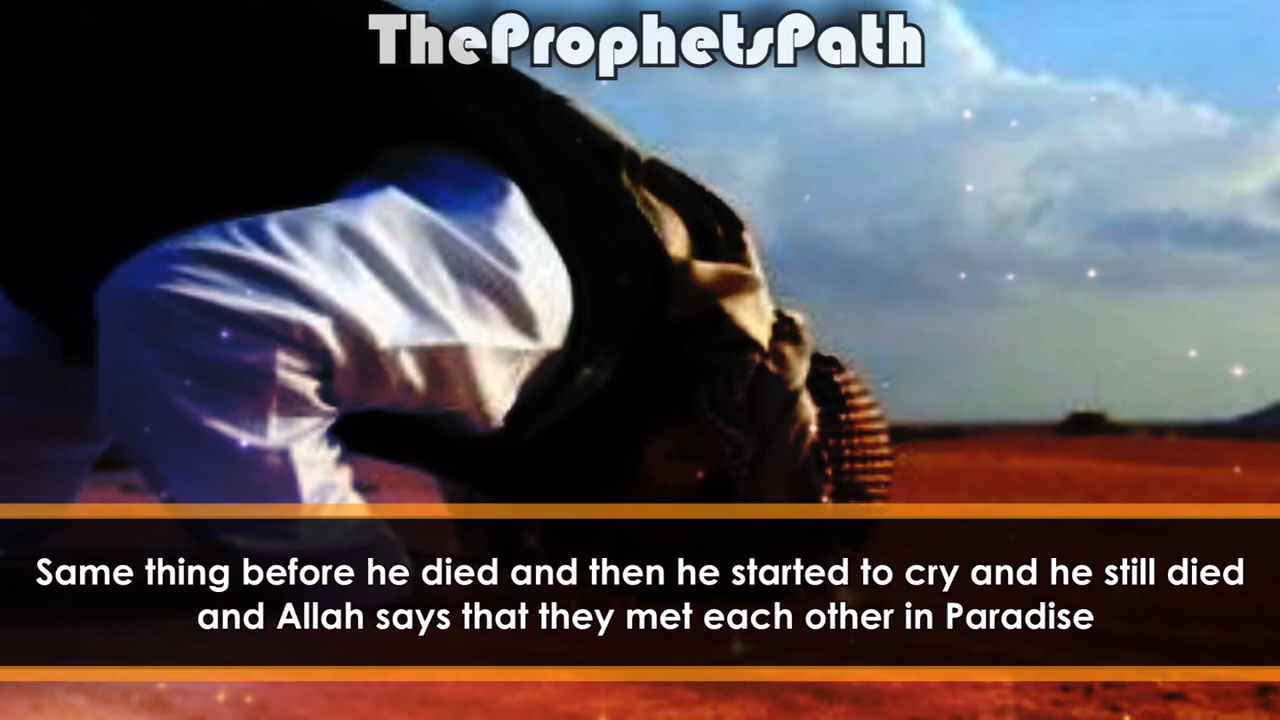 TheProphetsPath
Same thing before he died and then he started to cry and he still died
and Allah says that they met each other in Paradise